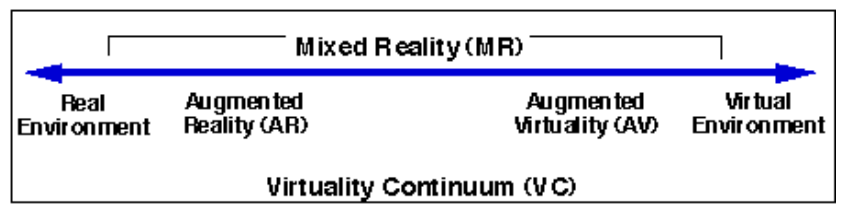 Mixed Reality (MR)
Real Environment
Augmented Reality (AR)
Augmented Virtuality (AV)
Virtual Environment
Virtuality Continuum (VC)